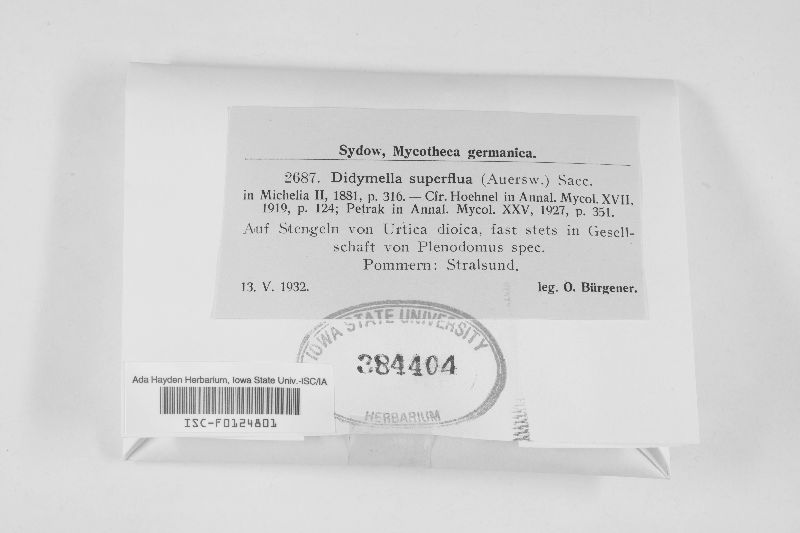 Sydow, Mycotheca germanica.
2687. Didymella superflua (Auersw.) Sacc.
in Michelia II, 1881, p. 316. — Cfr. Hoehnel in Annal. Mycol. XVII,
1919, p. 124; Petrak in Annal. Mycol. XXV, 1927, p. 351.
Auf Stengeln von Urtica dioica, fast stets in Gesell-
schaft von Plenodomus spec.
Pommern: Stralsund.
13. V. 1932. leg. O. Bürgener.
IOWA STATE UNIVERSITY
384404
HERBARIUM
Ada Hayden Herbarium, Iowa State Univ.-ISC/IA
ISC-F0124801